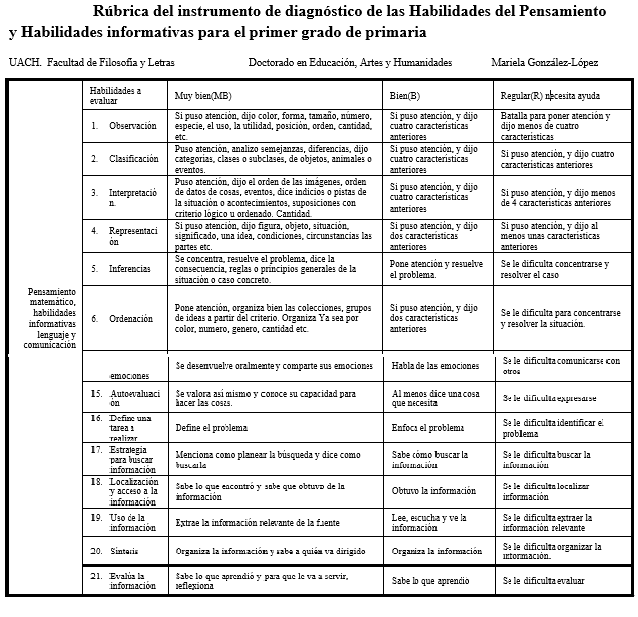 Rúbrica del instrumento de diagnóstico de las Habilidades del Pensamiento
y Habilidades informativas para el primer grado de primaria
UACH. Facultad de Filosofía y Letras Doctorado en Educación, Artes y Humanidades Mariela González-López
Habilidades a
evaluar
Muy bien(MB)
Bien(B)
Regular(R) necesita ayuda
Pensamiento
matemático,
habilidades
informativas
lenguaje y
comunicación
1. Observación
Si puso atención, dijo color, forma, tamaño, número,
especie, el uso, la utilidad, posición, orden, cantidad,
etc.
Si puso atención, y dijo
cuatro características
anteriores
Batalla para poner atención y
dijo menos de cuatro
características
2. Clasificación
Puso atención, analizo semejanzas, diferencias, dijo
categorías, clases o subclases, de objetos, animales o
eventos.
Si puso atención, y dijo
cuatro características
anteriores
Si puso atención, y dijo cuatro
características anteriores
3. Interpretació
n.
Puso atención, dijo el orden de las imágenes, orden
de datos de cosas, eventos, dice indicios o pistas de
la situación o acontecimientos, suposiciones con
criterio lógico u ordenado. Cantidad.
Si puso atención, y dijo
cuatro características
anteriores
Si puso atención, y dijo menos
de 4 características anteriores
4. Representaci
ón
Si puso atención, dijo figura, objeto, situación,
significado, una idea, condiciones, circunstancias las
partes etc.
Si puso atención, y dijo
dos características
anteriores
Si puso atención, y dijo al
menos unas características
anteriores
5. Inferencias
Se concentra, resuelve el problema, dice la
consecuencia, reglas o principios generales de la
situación o caso concreto.
Pone atención y resuelve
el problema.
Se le dificulta concentrarse y
resolver el caso
6. Ordenación
Pone atención, organiza bien las colecciones, grupos
de ideas a partir del criterio. Organiza Ya sea por
color, numero, genero, cantidad etc.
Si puso atención, y dijo
dos características
anteriores
Se le dificulta para concentrarse
y resolver la situación.
emociones
Se desenvuelve oralmente y comparte sus emociones
Habla de las emociones
Se le dificulta comunicarse con
otros
15. Autoevaluaci
ón
Se valora así mismo y conoce su capacidad para
hacer las cosas.
Al menos dice una cosa
que necesita
Se le dificulta expresarse
16. Define una
tarea a
realizar
Define el problema
Enfoca el problema
Se le dificulta identificar el
problema
17. Estrategia
para buscar
información
Menciona como planear la búsqueda y dice como
buscarla
Sabe cómo buscar la
información
Se le dificulta buscar la
información
18. Localización
y acceso a la
información
Sabe lo que encontró y sabe que obtuvo de la
información
Obtuvo la información
Se le dificulta localizar
información
19. Uso de la
información
Extrae la información relevante de la fuente
Lee, escucha y ve la
información
Se le dificulta extraer la
información relevante
20. Síntesis
Organiza la información y sabe a quién va dirigido
Organiza la información
Se le dificulta organizar la
información.
21. Evalúa la
información
Sabe lo que aprendió y para que le va a servir,
reflexiona
Sabe lo que aprendio
Se le dificulta evaluar